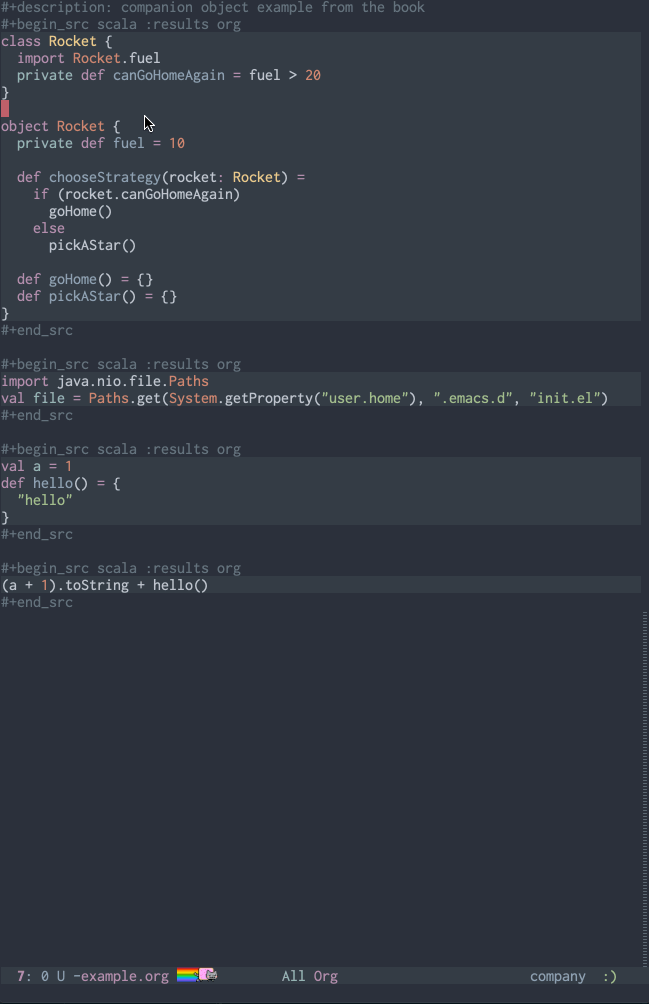 #+description: companion object example from the book
#+begin_src scala :results org
class Rocket {
  import Rocket.fuel
  private def canGoHomeAgain = fuel > 20
}
object Rocket {
  private def fuel = 10
  def chooseStrategy(rocket: Rocket) =
    if (rocket.canGoHomeAgain)
      goHome()
    else
      pickAStar()
  def goHome() = {}
  def pickAStar() = {}
}
#+end_src
#+begin_src scala :results org
import java.nio.file.Paths
val file = Paths.get(System.getProperty("user.home"), ".emacs.d", "init.el")
#+end_src
#+begin_src scala :results org
val a = 1
def hello() = {
  "hello"
}
#+end_src
#+begin_src scala :results org
(a + 1).toString + hello()
#+end_src
7: 0 U -example.org All Org company :)